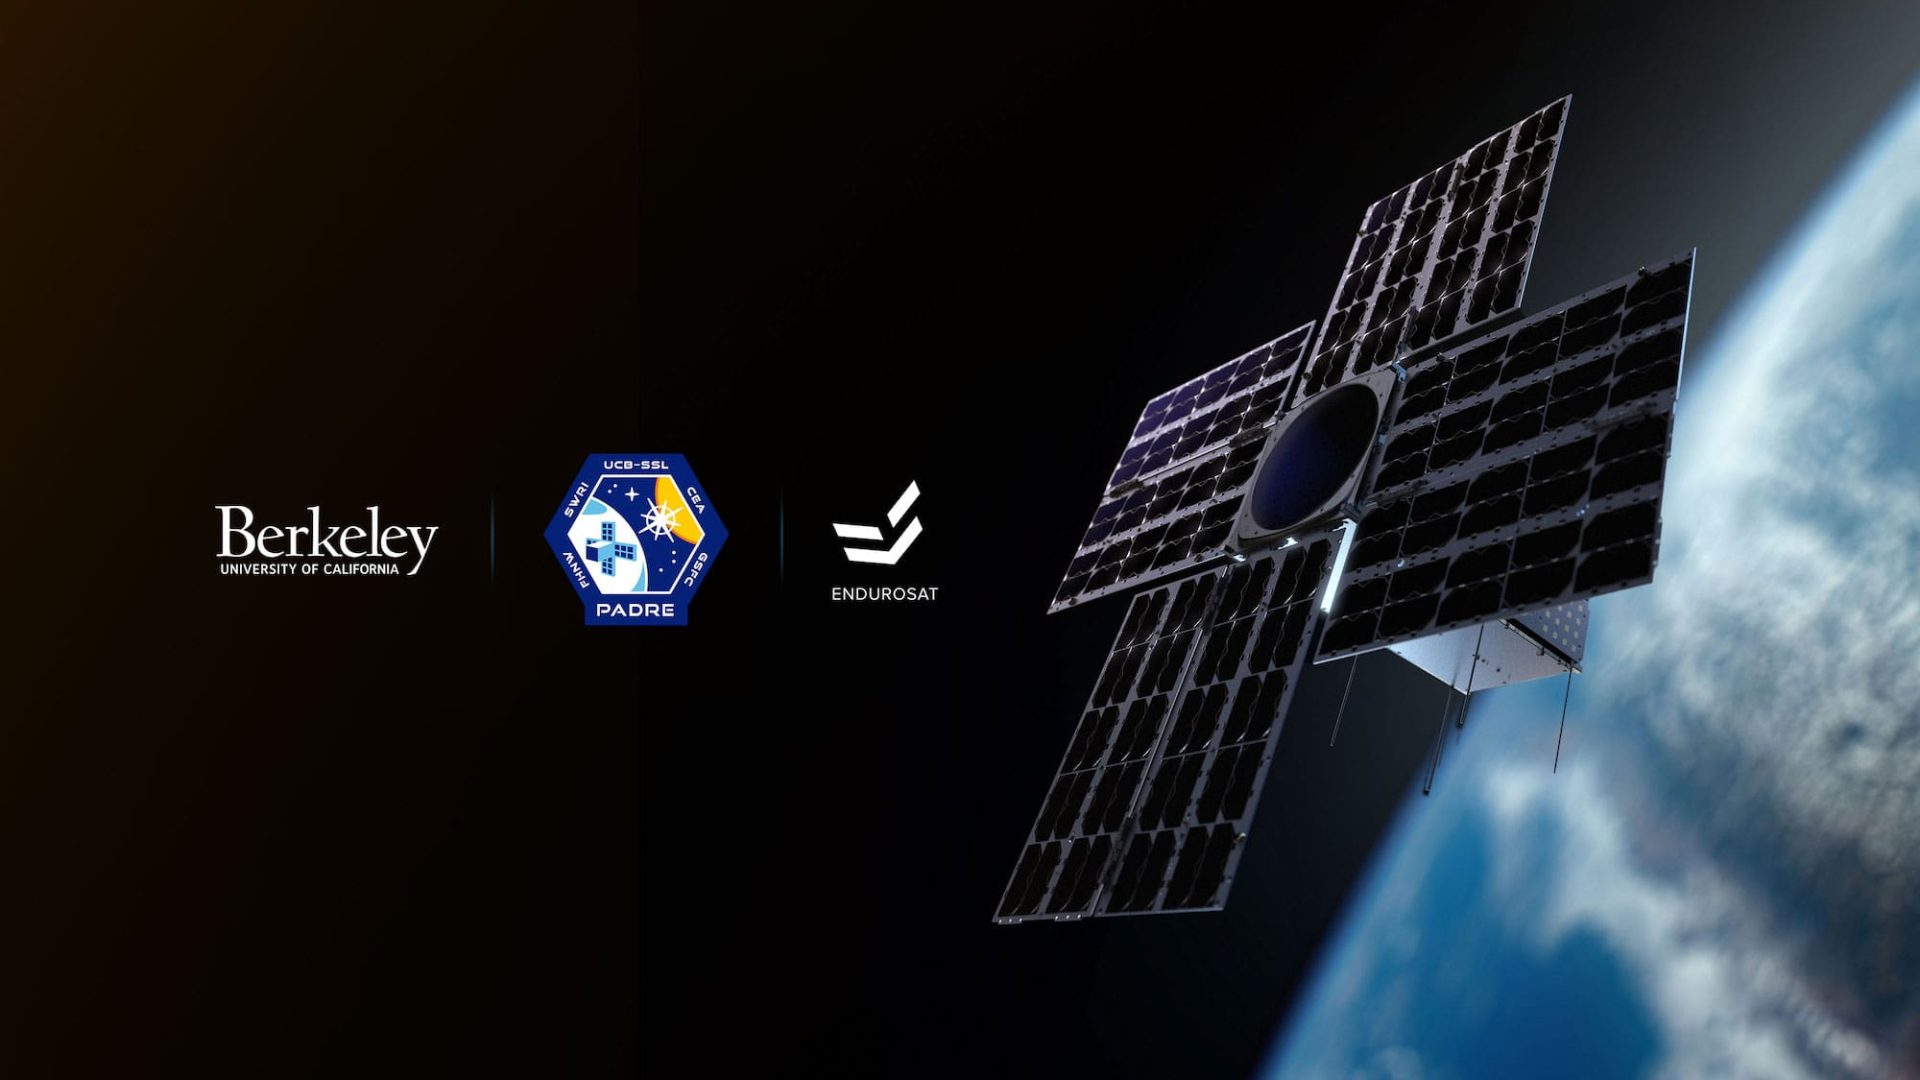 Berkeley
UNIVERSITY OF CALIFORNIA
UCB-SSL
SWRI
CEA
FHNW
GSFC
PADRE
ENDUROSAT